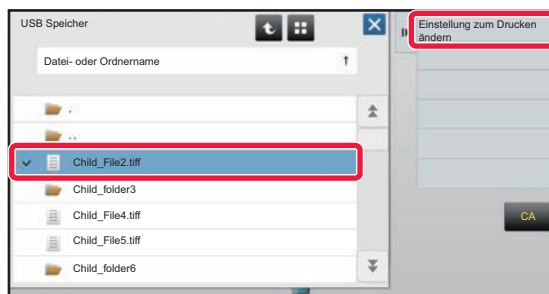 USB Speicher
Datei- oder Ordnername
.
..
Child_File2.tiff
Child_folder3
Child_File4.tiff
Child_File5.tiff
Child_folder6
Einstellung zum Drucken
ändern
CA